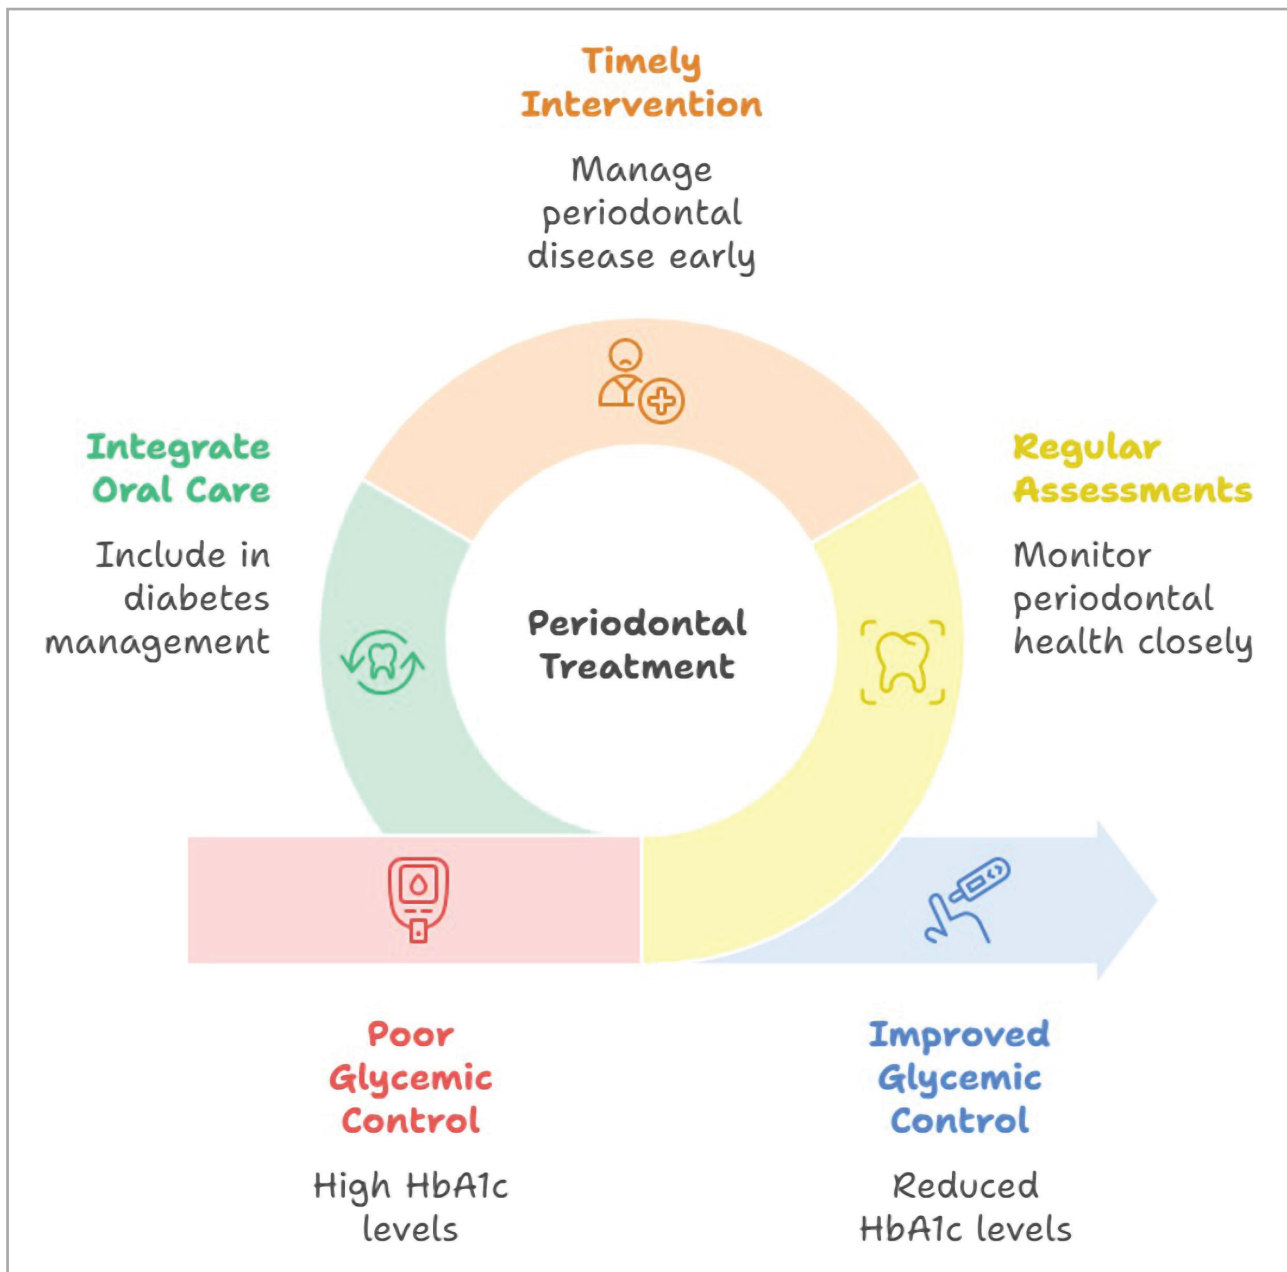 Timely
Intervention
Manage
periodontal
disease early
Integrate
Oral Care
Include in
diabetes
management
Periodontal
Treatment
Regular
Assessments
Monitor
periodontal
health closely
Poor
Glycemic
Control
High HbA1c
levels
Improved
Glycemic
Control
Reduced
HbA1c levels